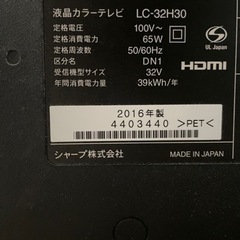 液晶カラーテレビ LC-32H30
定格電圧: 100V~
定格消費電力: 65W
定格周波数: 50/60Hz
区分名 DN1
受信機型サイズ 32V
年間消費電力量: 39kWh/年
UL Japan
HDMI
2016年製
4403440 >PET<
シャープ株式会社 MADE IN JAPAN